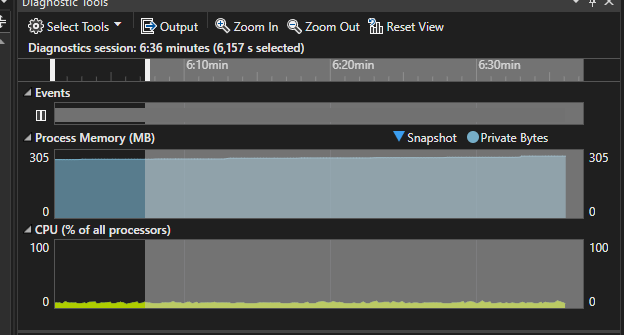 Diagnostic Tools
Select Tools Output Zoom In Zoom Out Reset View
Diagnostics session: 6:36 minutes (6,157 s selected)
6:10min 6:20min 6:30min
Events
Process Memory (MB) Snapshot Private Bytes
305 305
0 0
CPU (% of all processors)
100 100
0 0